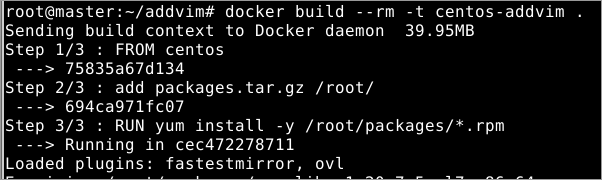 root@master:~/addvim# docker build --rm -t centos-addvim .
Sending build context to Docker daemon  39.95MB
Step 1/3 : FROM centos
 ---> 75835a67d134
Step 2/3 : add packages.tar.gz /root/
 ---> 694ca971fc07
Step 3/3 : RUN yum install -y /root/packages/*.rpm
 ---> Running in cec472278711
Loaded plugins: fastestmirror, ovl